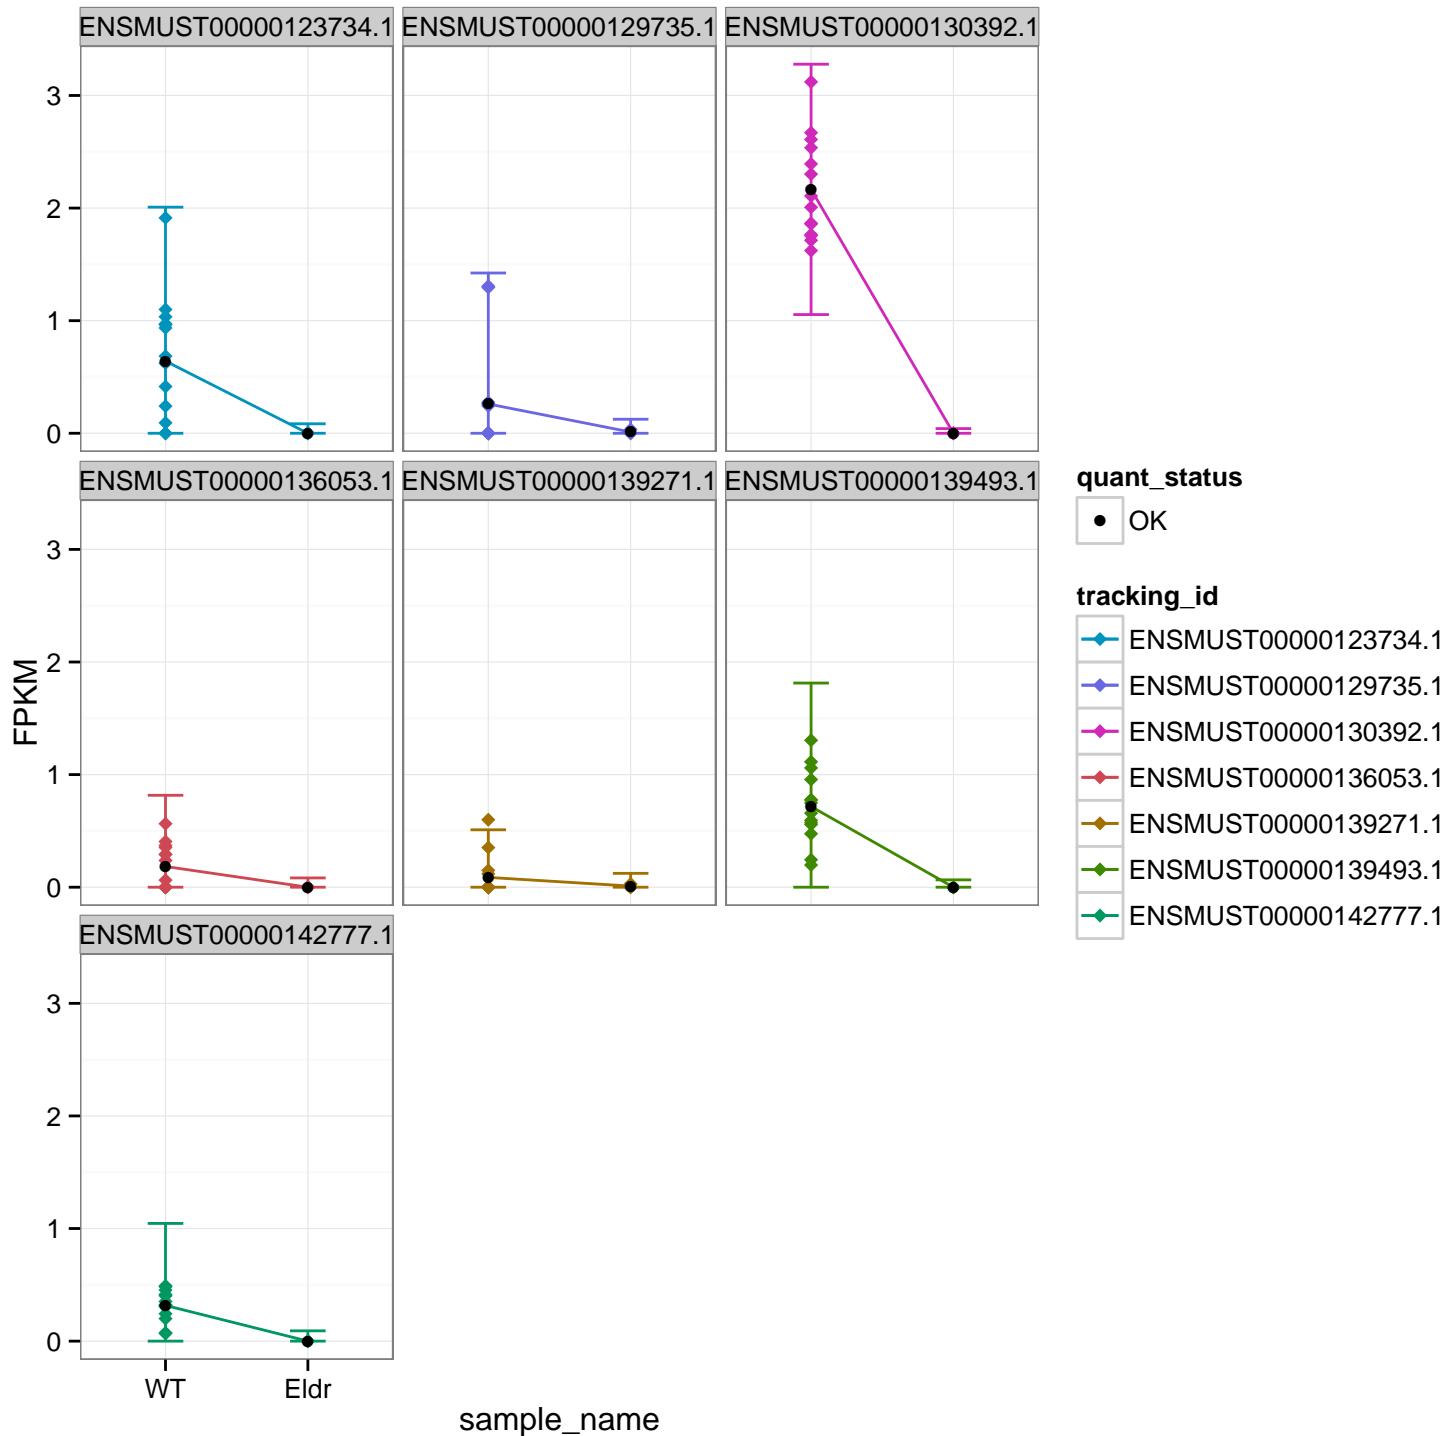 ENSMUST00000123734.1 ENSMUST00000129735.1 ENSMUST00000130392.1
3
2
1
0
ENSMUST00000136053.1 ENSMUST00000139271.1 ENSMUST00000139493.1
3
2
1
0
ENSMUST00000142777.1
3
2
1
0
FPKM
WT Eldr
sample_name
quant_status
OK
tracking_id
ENSMUST00000123734.1
ENSMUST00000129735.1
ENSMUST00000130392.1
ENSMUST00000136053.1
ENSMUST00000139271.1
ENSMUST00000139493.1
ENSMUST00000142777.1